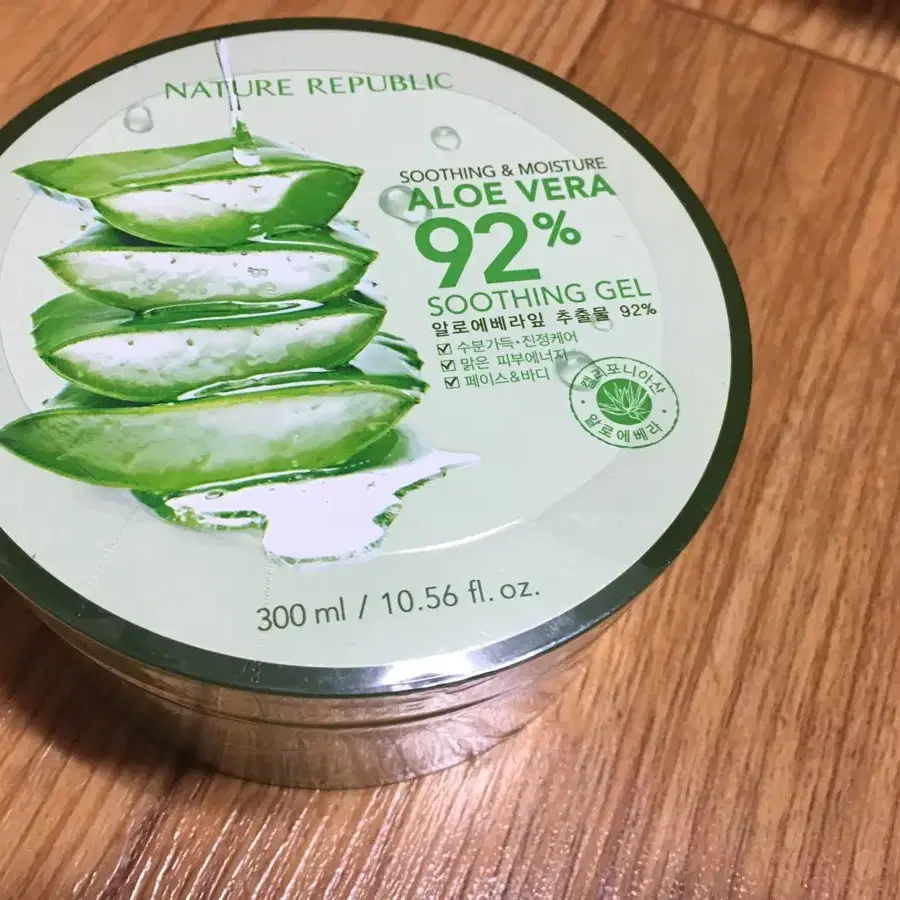 NATURE REPUBLIC
SOOTHING & MOISTURE
ALOE VERA
92%
SOOTHING GEL
알로에베라잎 추출물 92%
수분가득·진정케어
맑은 피부에너지
페이스&바디
캘리포니아산
알로에베라
300 ml / 10.56 fl. oz.